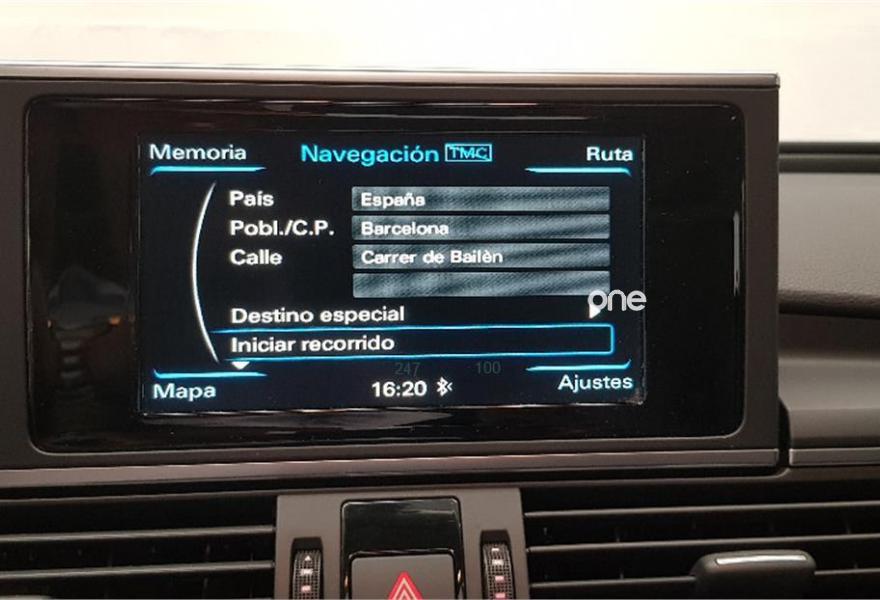 Memoria Navegación TMC Ruta
País España
Pobl./C.P. Barcelona
Calle Carrer de Bailèn
one
Destino especial
Iniciar recorrido
247 100
Mapa 16:20 Ajustes